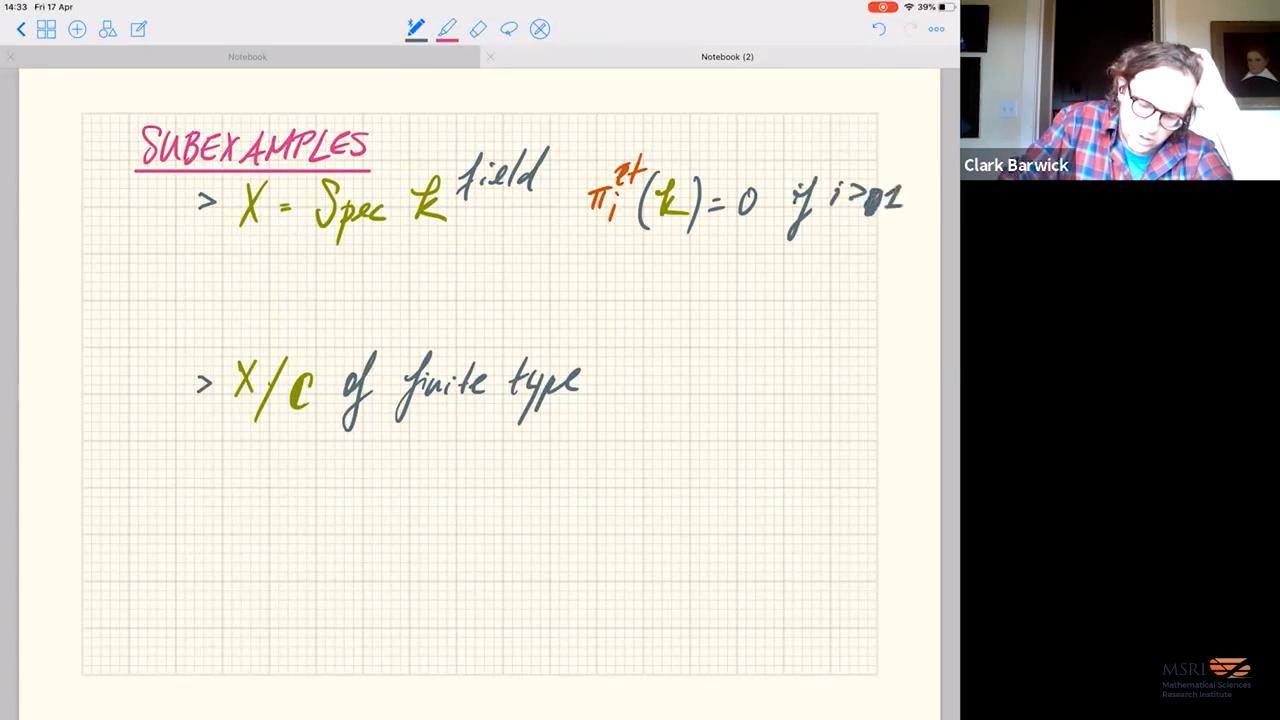 14:33 Fri 17 Apr
39%
Notebook
Notebook (2)
SUBEXAMPLES
> X = Spec k field π_i^ét (k) = 0 if i > 1
> X/C of finite type
Clark Barwick
MSRI
Mathematical Sciences
Research Institute